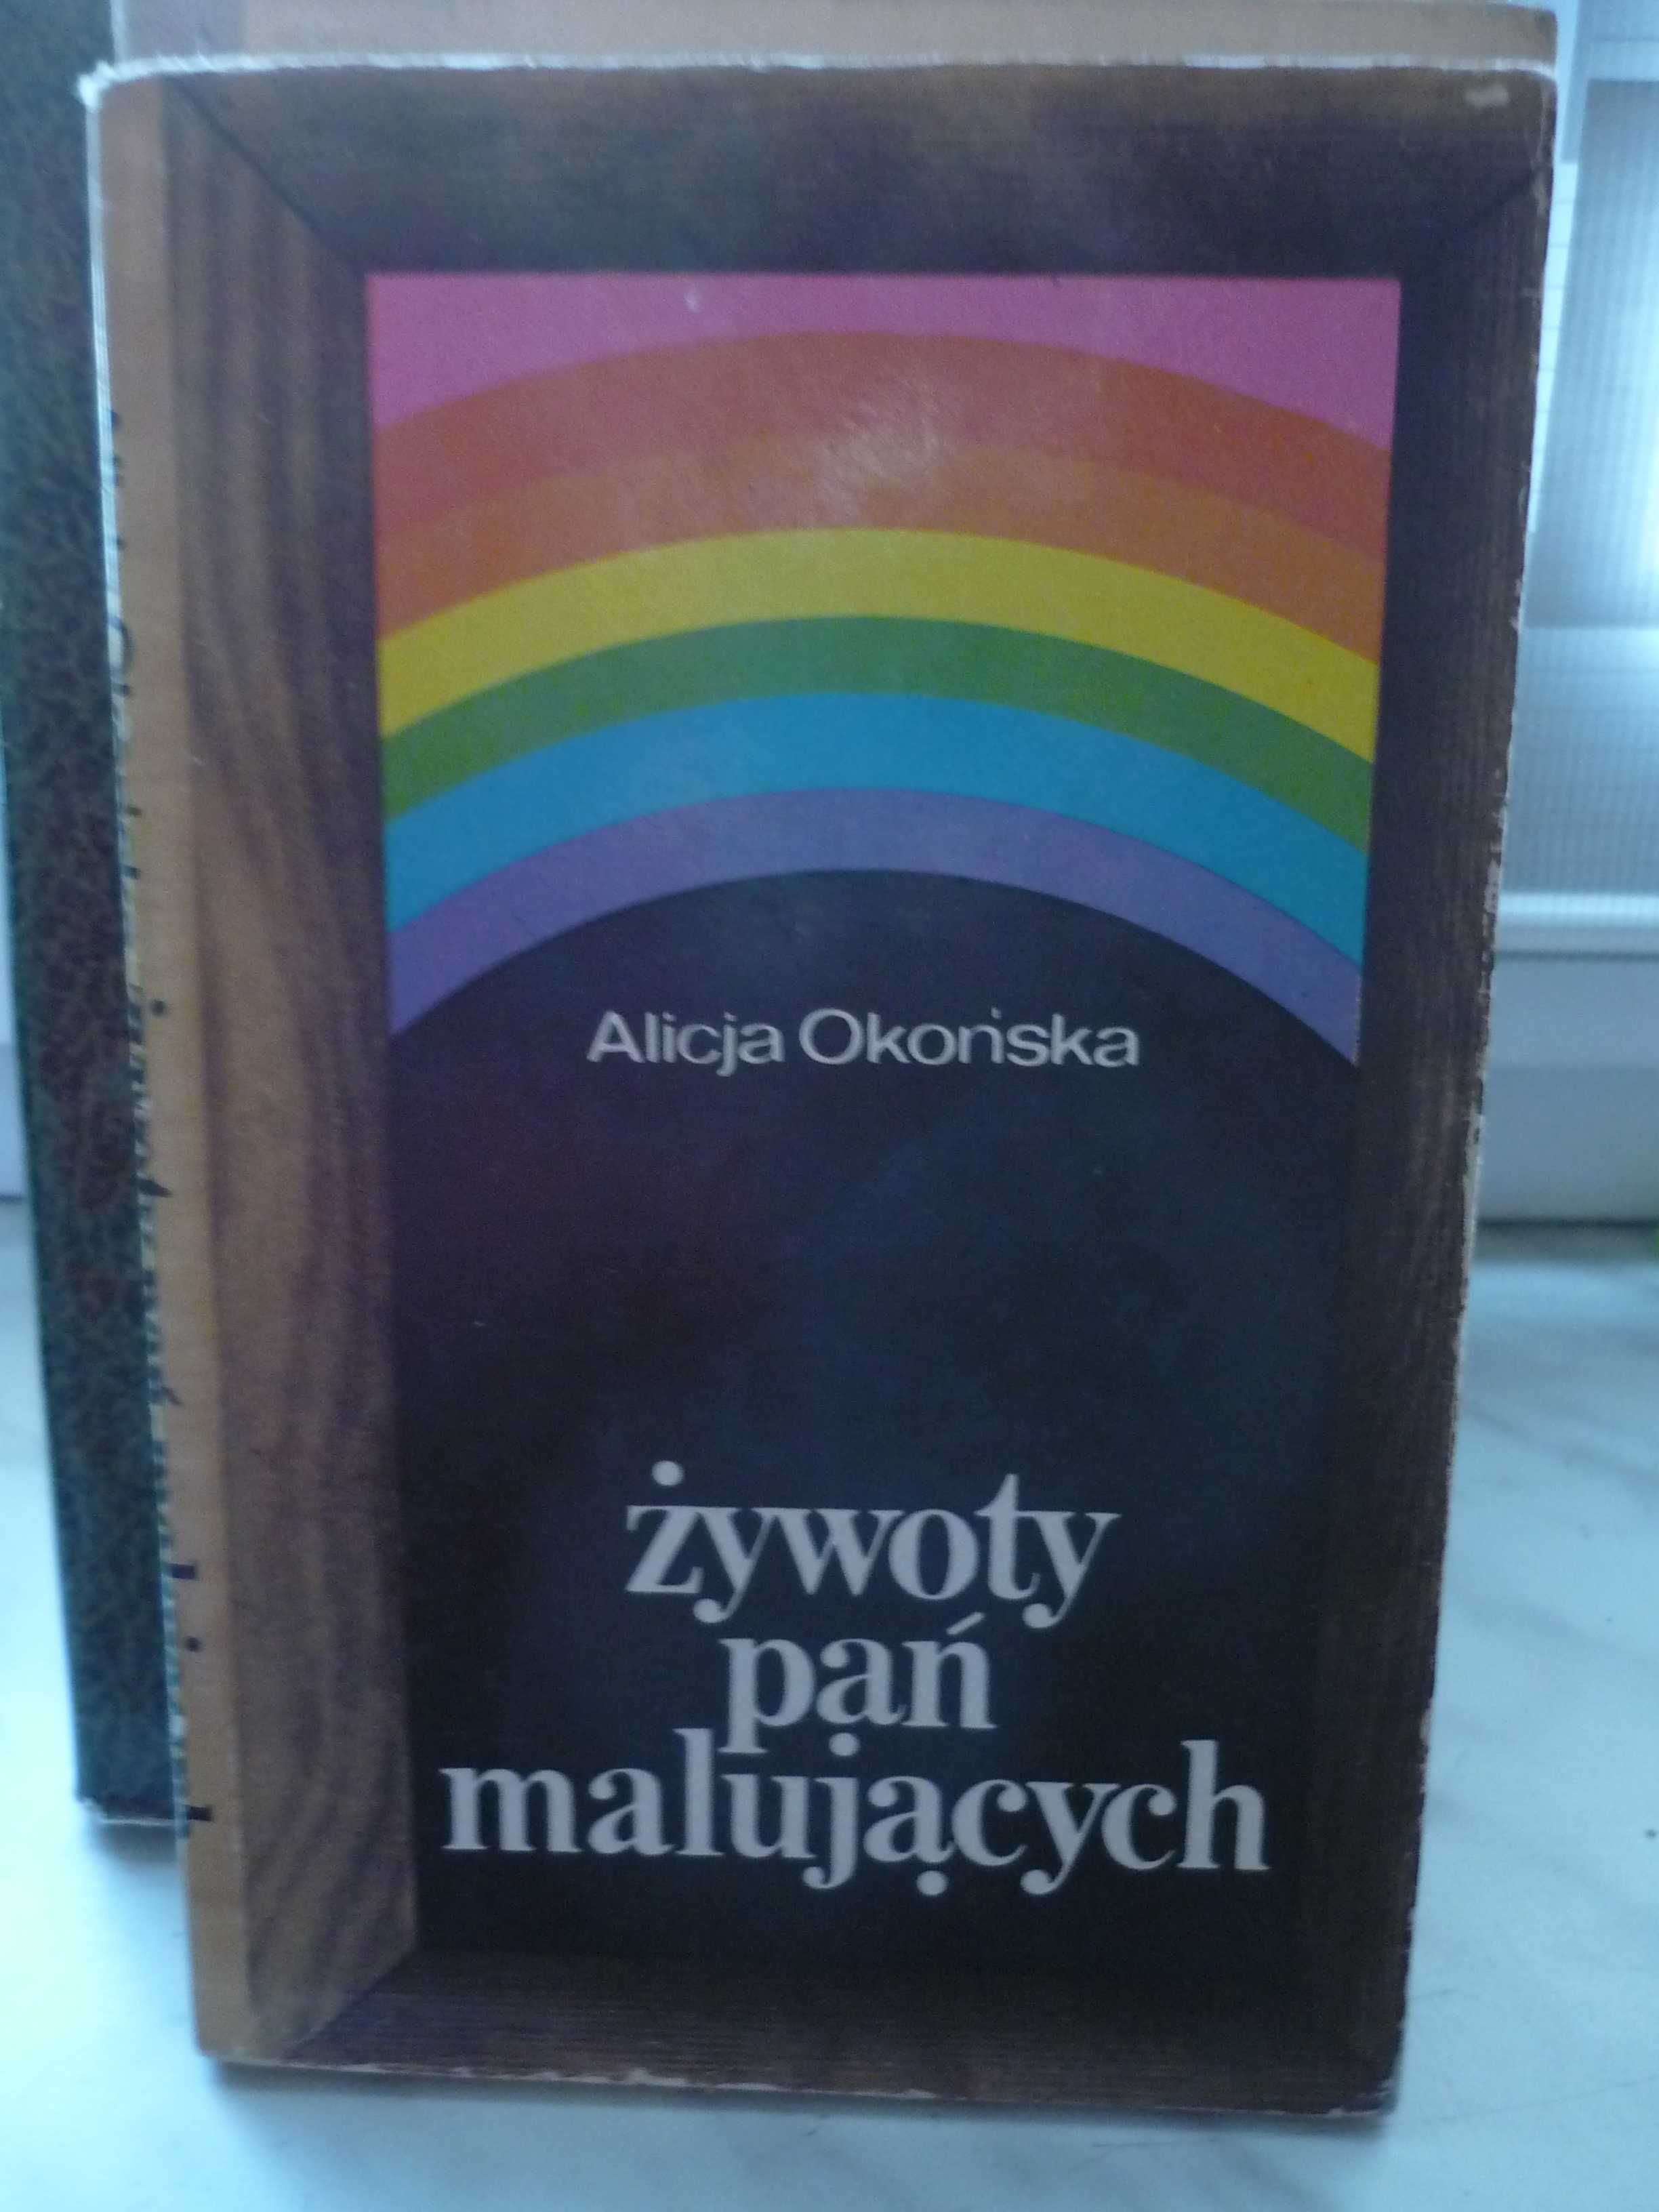 Alicja Okońska
żywoty
pań
malujących